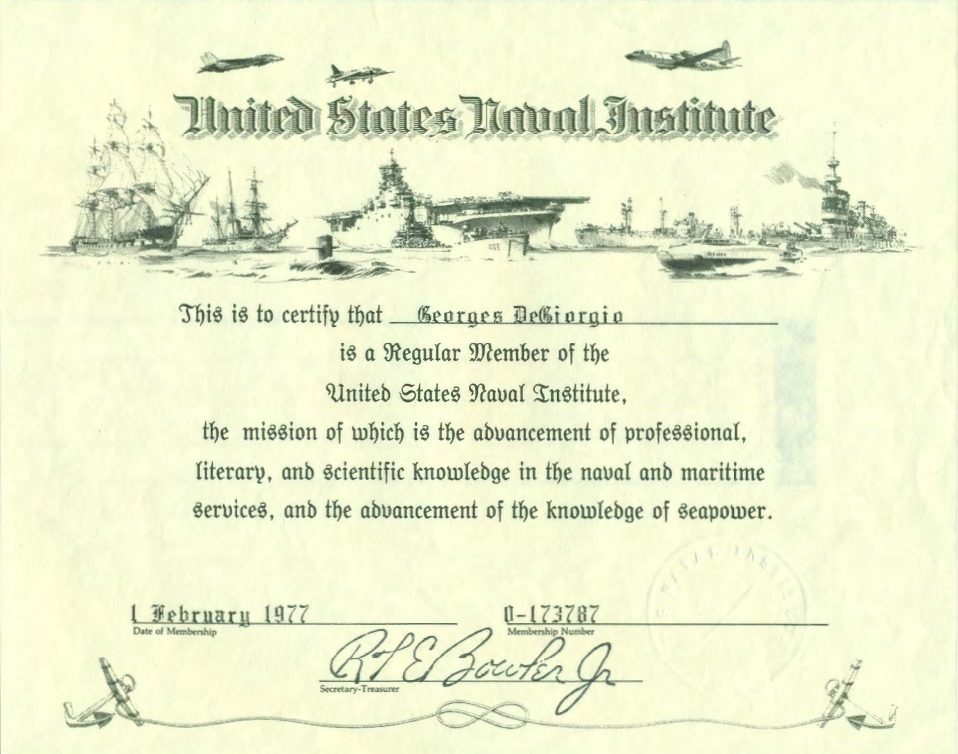 United States Naval Institute
This is to certify that Georges DeGiorgio
is a Regular Member of the
United States Naval Institute,
the mission of which is the advancement of professional,
literary, and scientific knowledge in the naval and maritime
services, and the advancement of the knowledge of seapower.
1 February 1977 0-173787
Date of Membership Membership Number
R T E Bowler Jr
Secretary-Treasurer